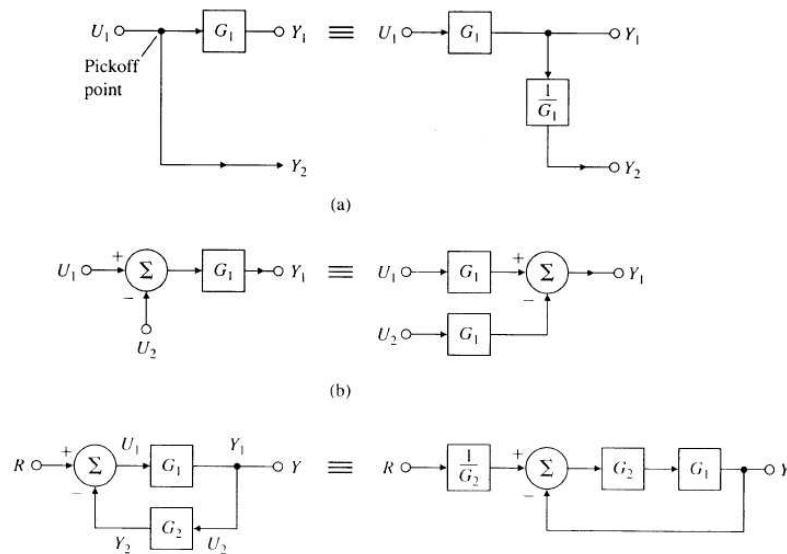 U₁ G₁ Y₁ ≡ U₁ G₁ Y₁
Pickoff
point
1/G₁
Y₂ Y₂
(a)
U₁ + Σ G₁ Y₁ ≡ U₁ G₁ + Σ Y₁
− −
U₂ U₂ G₁
(b)
R + Σ U₁ G₁ Y₁ Y ≡ R 1/G₂ + Σ G₂ G₁ Y
− −
Y₂ G₂ U₂